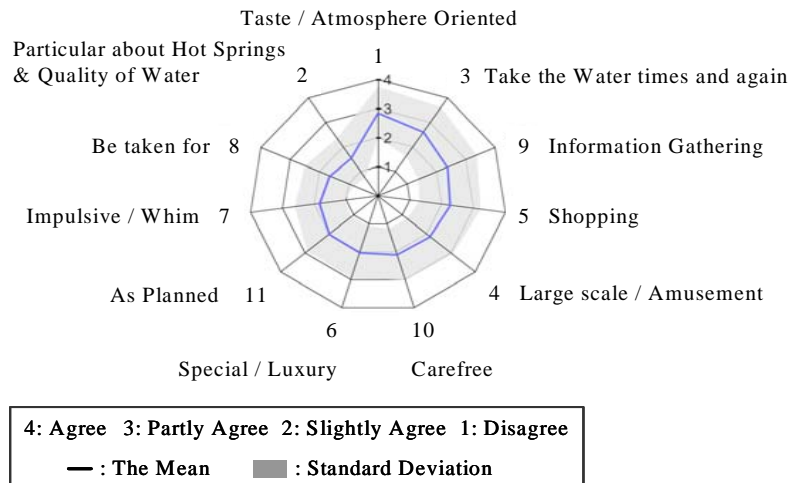 Taste / Atmosphere Oriented
Particular about Hot Springs
& Quality of Water
1
2
3 Take the Water times and again
4
3
2
1
Be taken for 8
9 Information Gathering
Impulsive / Whim 7
5 Shopping
As Planned 11
4 Large scale / Amusement
6
10
Special / Luxury
Carefree
4: Agree 3: Partly Agree 2: Slightly Agree 1: Disagree
: The Mean : Standard Deviation